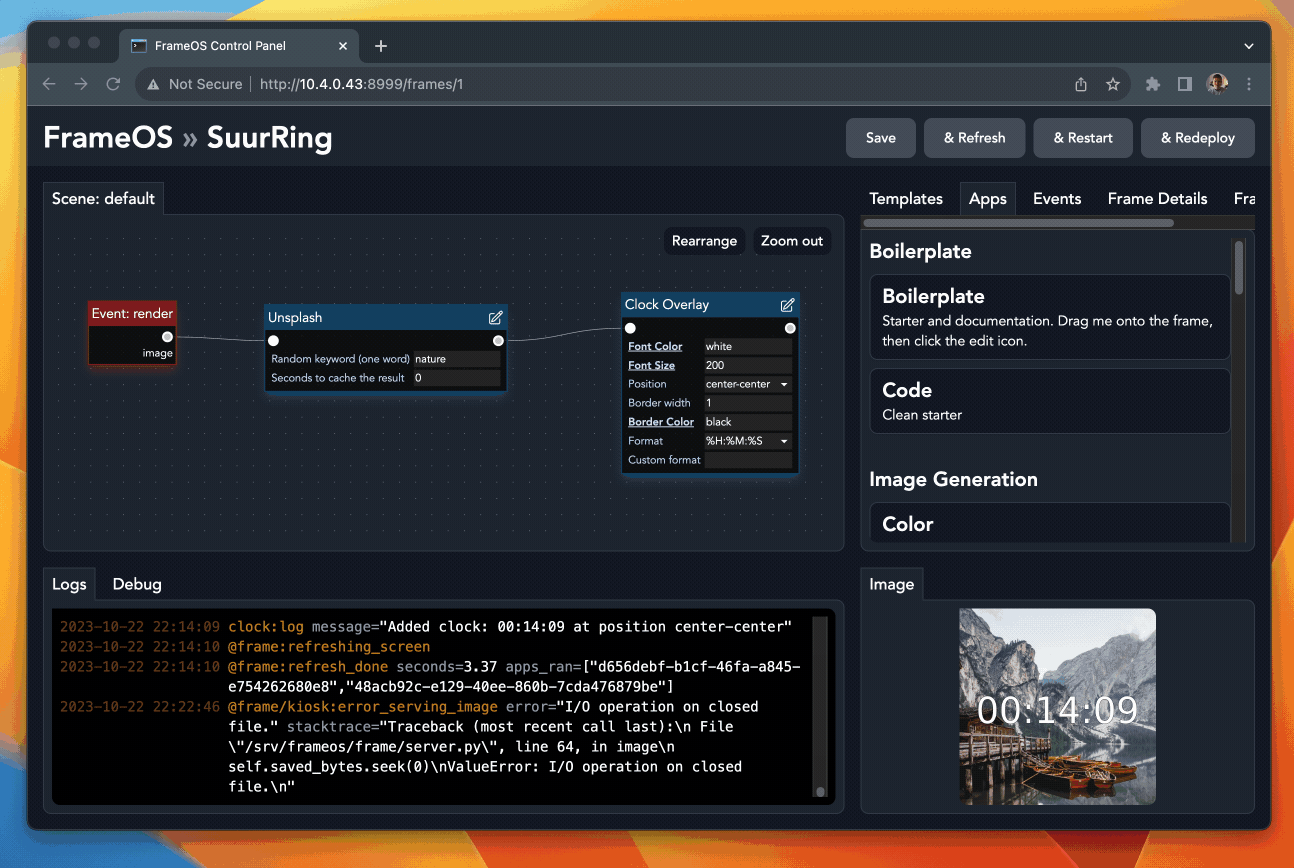 FrameOS Control Panel
Not Secure
http://10.4.0.43:8999/frames/1
FrameOS » SuurRing
Save
& Refresh
& Restart
& Redeploy
Scene: default
Rearrange
Zoom out
Event: render
image
Unsplash
Random keyword (one word) nature
Seconds to cache the result 0
Clock Overlay
Font Color white
Font Size 200
Position center-center
Border width 1
Border Color black
Format %H:%M:%S
Custom format
Templates
Apps
Events
Frame Details
Fra
Boilerplate
Boilerplate
Starter and documentation. Drag me onto the frame,
then click the edit icon.
Code
Clean starter
Image Generation
Color
Logs
Debug
2023-10-22 22:14:09 clock:log message="Added clock: 00:14:09 at position center-center"
2023-10-22 22:14:10 @frame:refreshing_screen
2023-10-22 22:14:10 @frame:refresh_done seconds=3.37 apps_ran=["d656debf-b1cf-46fa-a845-
e754262680e8","48acb92c-e129-40ee-860b-7cda476879be"]
2023-10-22 22:22:46 @frame/kiosk:error_serving_image error="I/O operation on closed
file." stacktrace="Traceback (most recent call last):\n File
\"/srv/frameos/frame/server.py\", line 64, in image\n
self.saved_bytes.seek(0)\nValueError: I/O operation on closed
file.\n"
Image
00:14:09